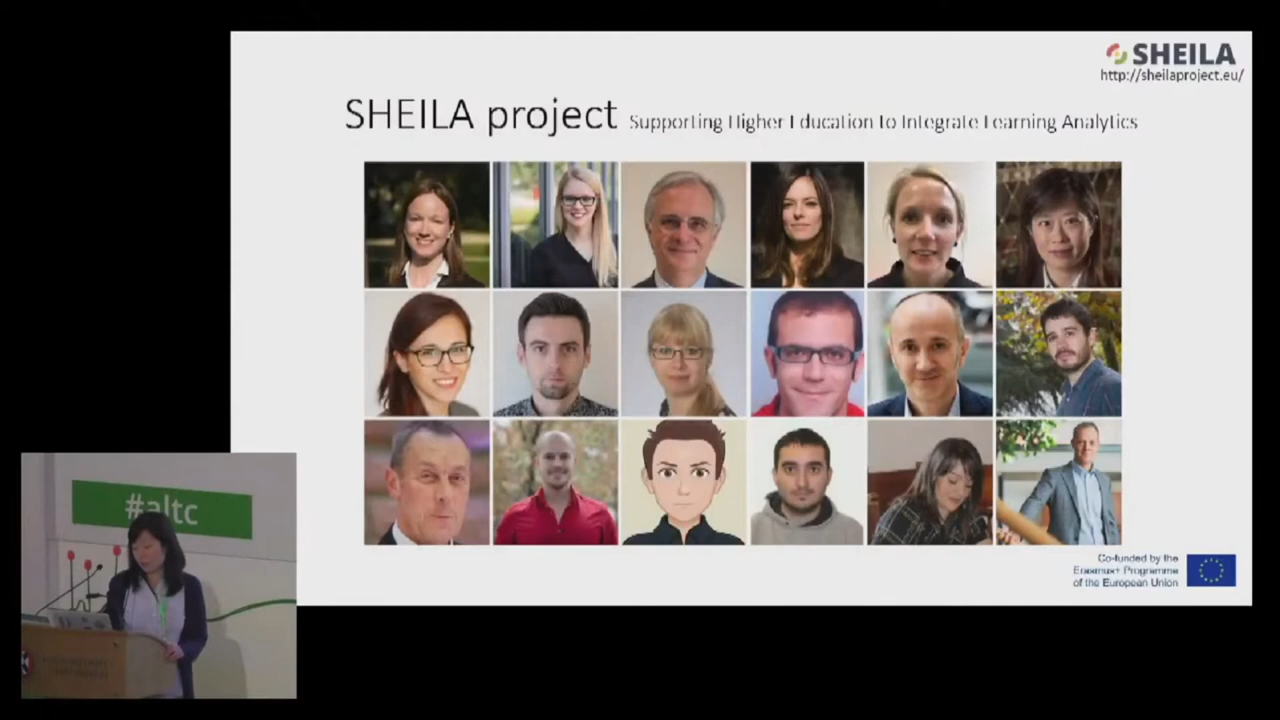 SHEILA
http://sheilaproject.eu/
SHEILA project Supporting Higher Education to Integrate Learning Analytics
#altc
Co-funded by the
Erasmus+ Programme
of the European Union